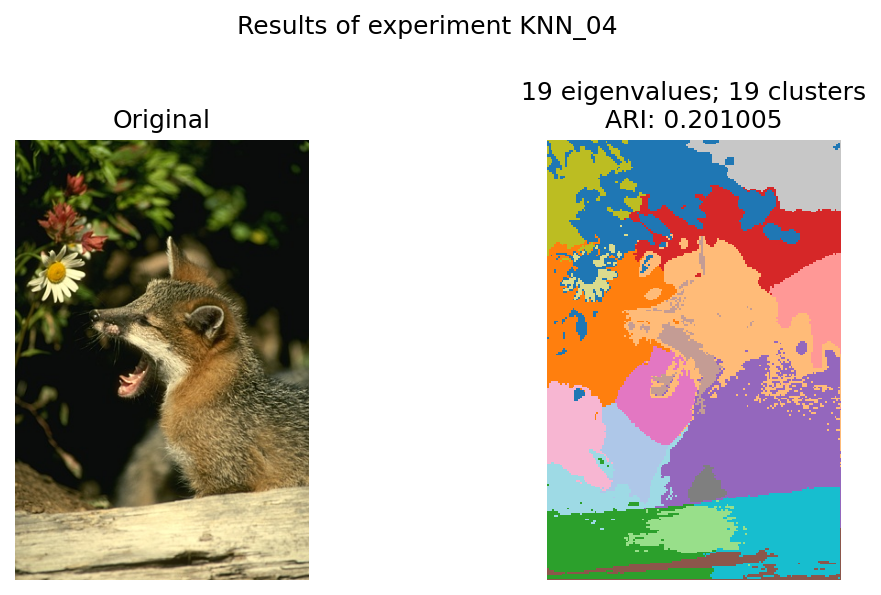 Results of experiment KNN_04
Original
19 eigenvalues; 19 clusters
ARI: 0.201005